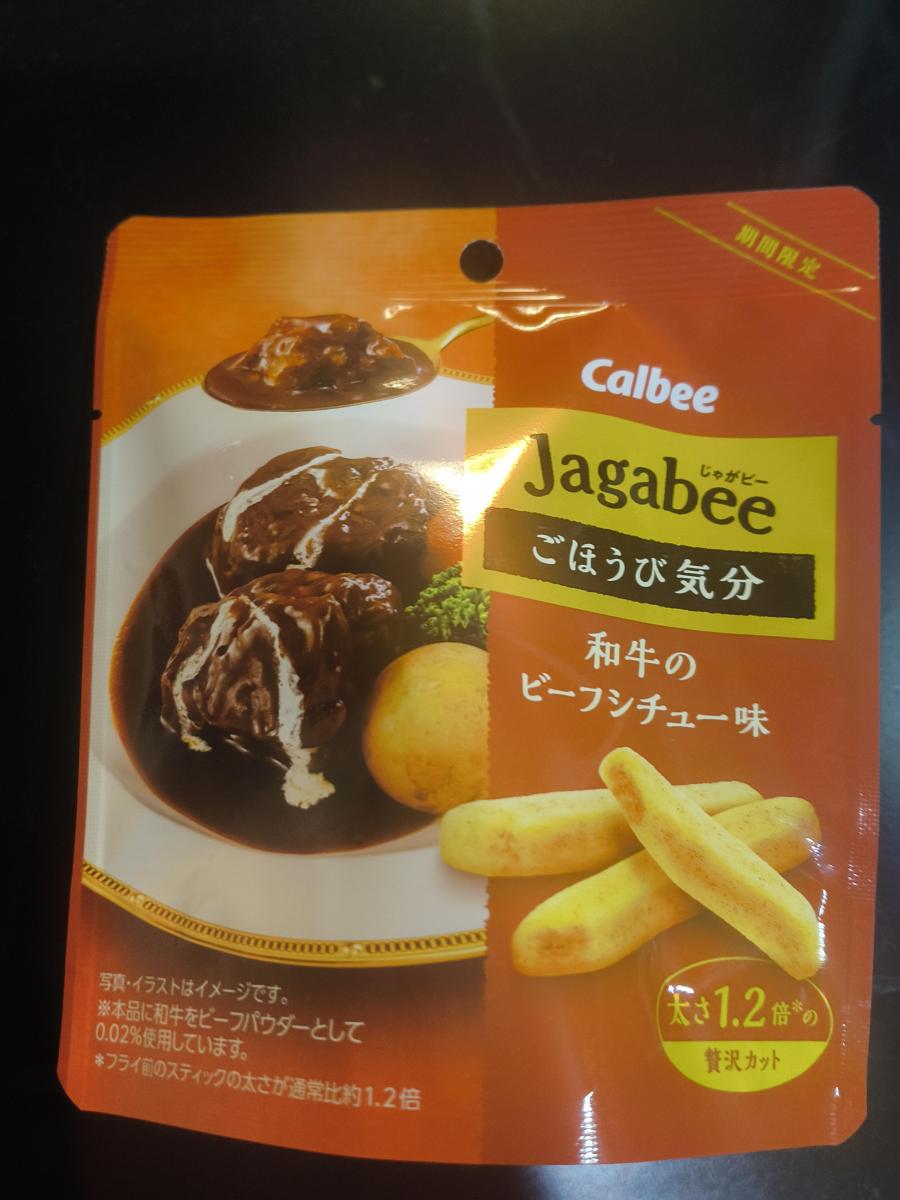 期間限定
Calbee
じゃがビー
Jagabee
ごほうび気分
和牛の
ビーフシチュー味
太さ1.2倍※の
贅沢カット
写真・イラストはイメージです。
※本品に和牛をビーフパウダーとして
0.02%使用しています。
*フライ前のスティックの太さが通常比約1.2倍